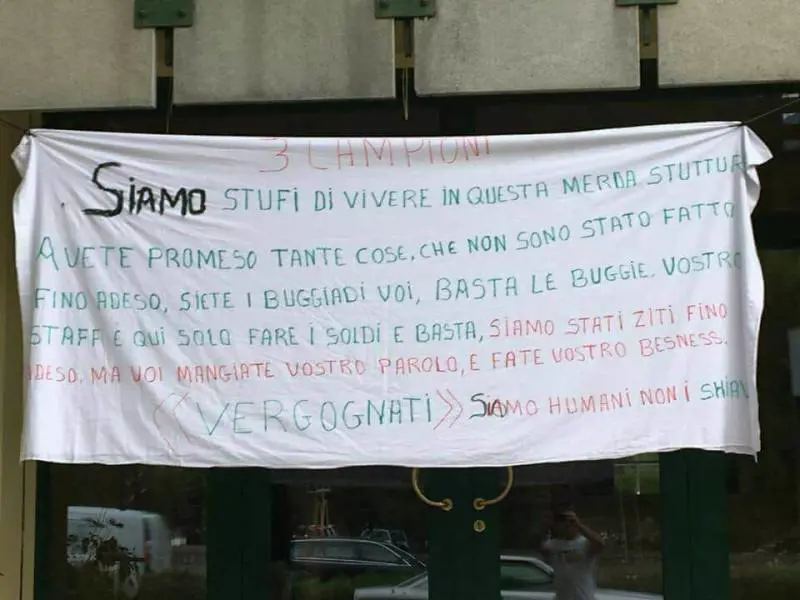 3 CAMPIONI
SIAMO STUFI DI VIVERE IN QUESTA MERDA STUTTUR
AVETE PROMESO TANTE COSE, CHE NON SONO STATO FATTO
FINO ADESO, SIETE I BUGGIADI VOI, BASTA LE BUGGIE. VOSTRO
STAFF E QUI SOLO FARE I SOLDI E BASTA, SIAMO STATI ZITI FINO
ADESO. MA VOI MANGIATE VOSTRO PAROLO, E FATE VOSTRO BESNESS.
《VERGOGNATI》 SIAMO HUMANI NON I SHIAV